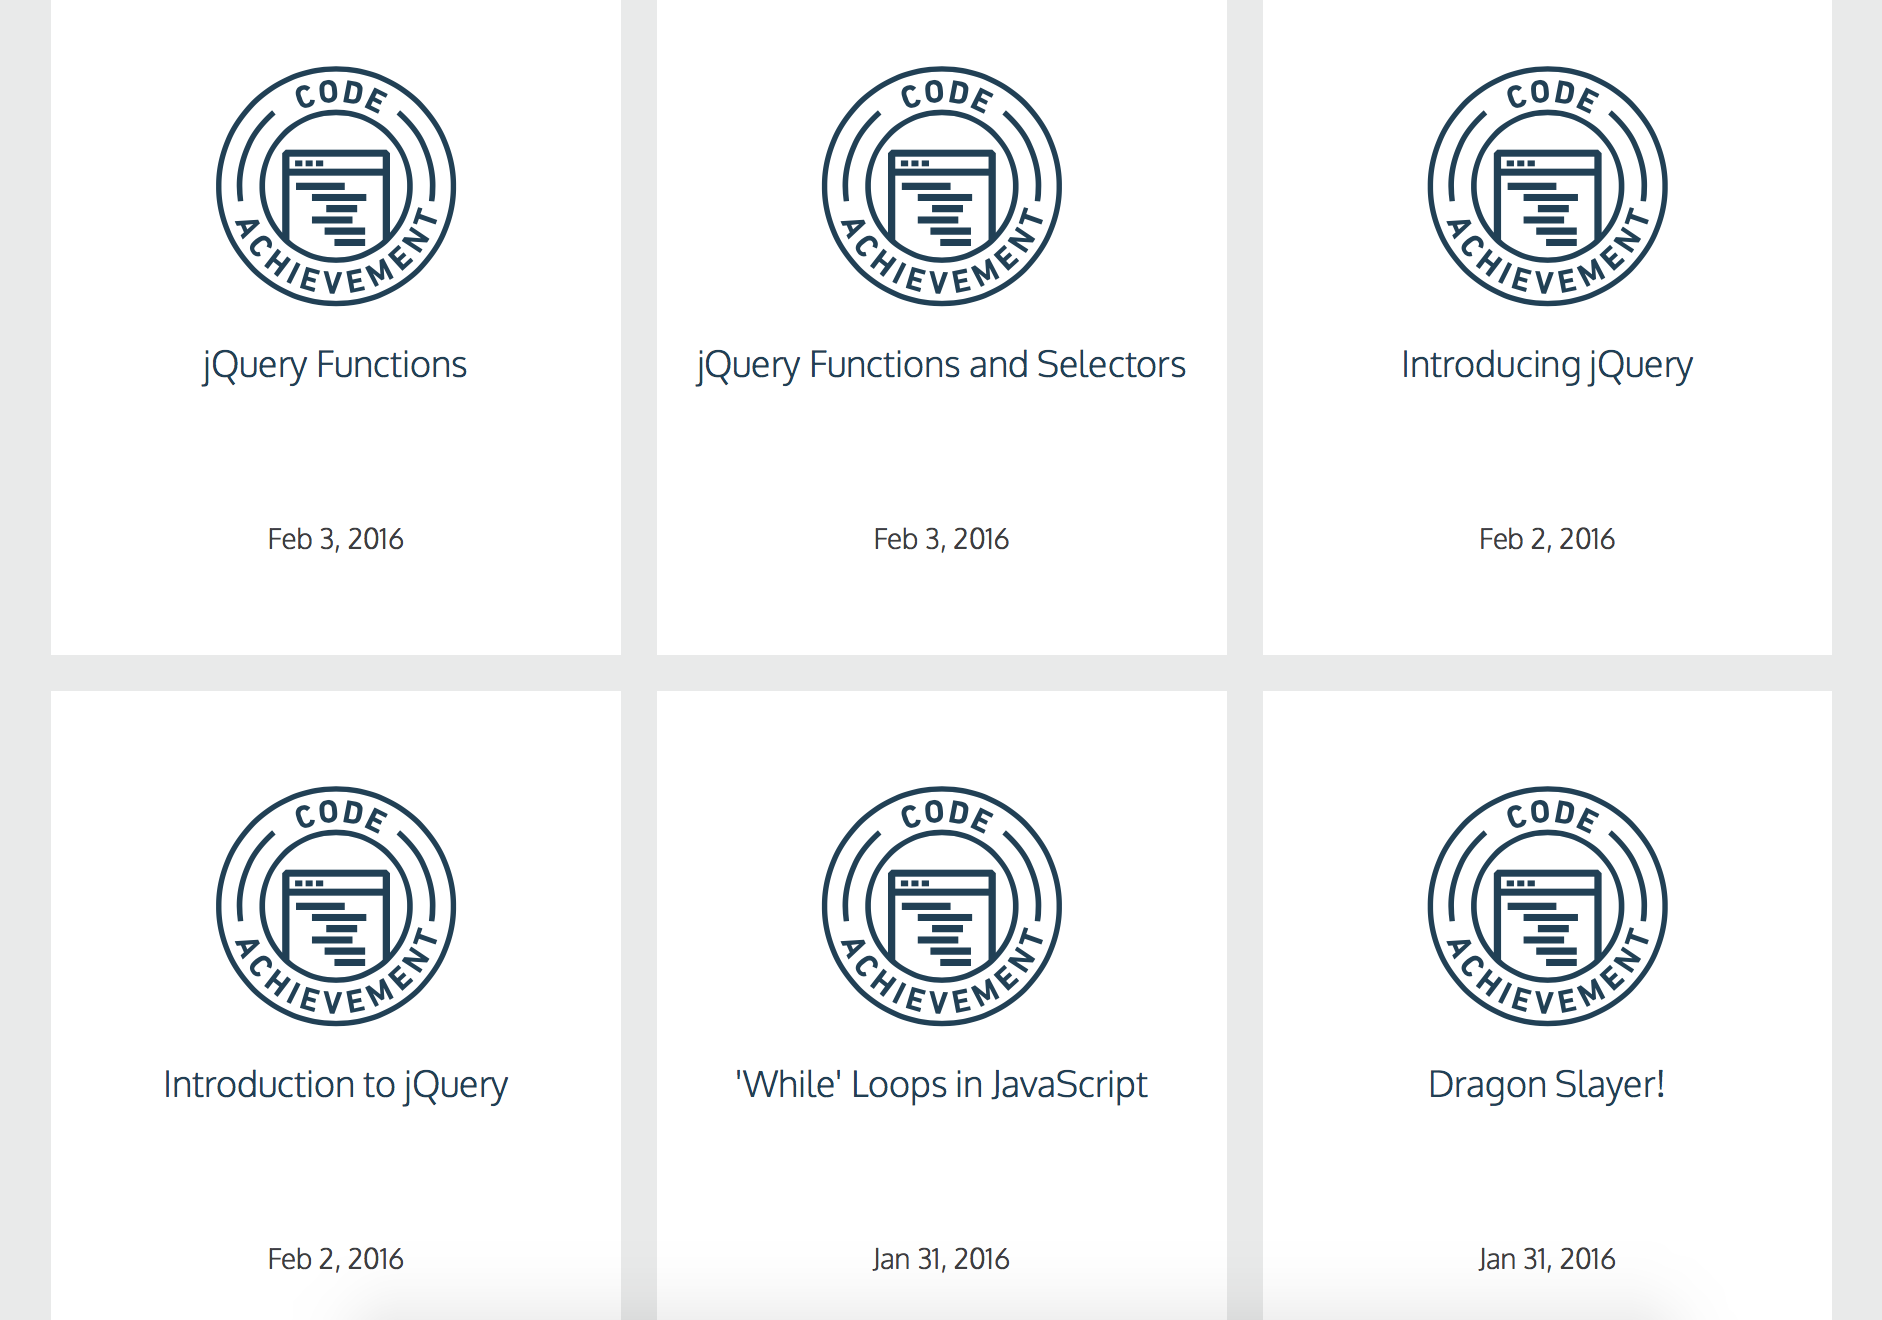 CODE
ACHIEVEMENT
jQuery Functions
Feb 3, 2016
CODE
ACHIEVEMENT
jQuery Functions and Selectors
Feb 3, 2016
CODE
ACHIEVEMENT
Introducing jQuery
Feb 2, 2016
CODE
ACHIEVEMENT
Introduction to jQuery
Feb 2, 2016
CODE
ACHIEVEMENT
'While' Loops in JavaScript
Jan 31, 2016
CODE
ACHIEVEMENT
Dragon Slayer!
Jan 31, 2016